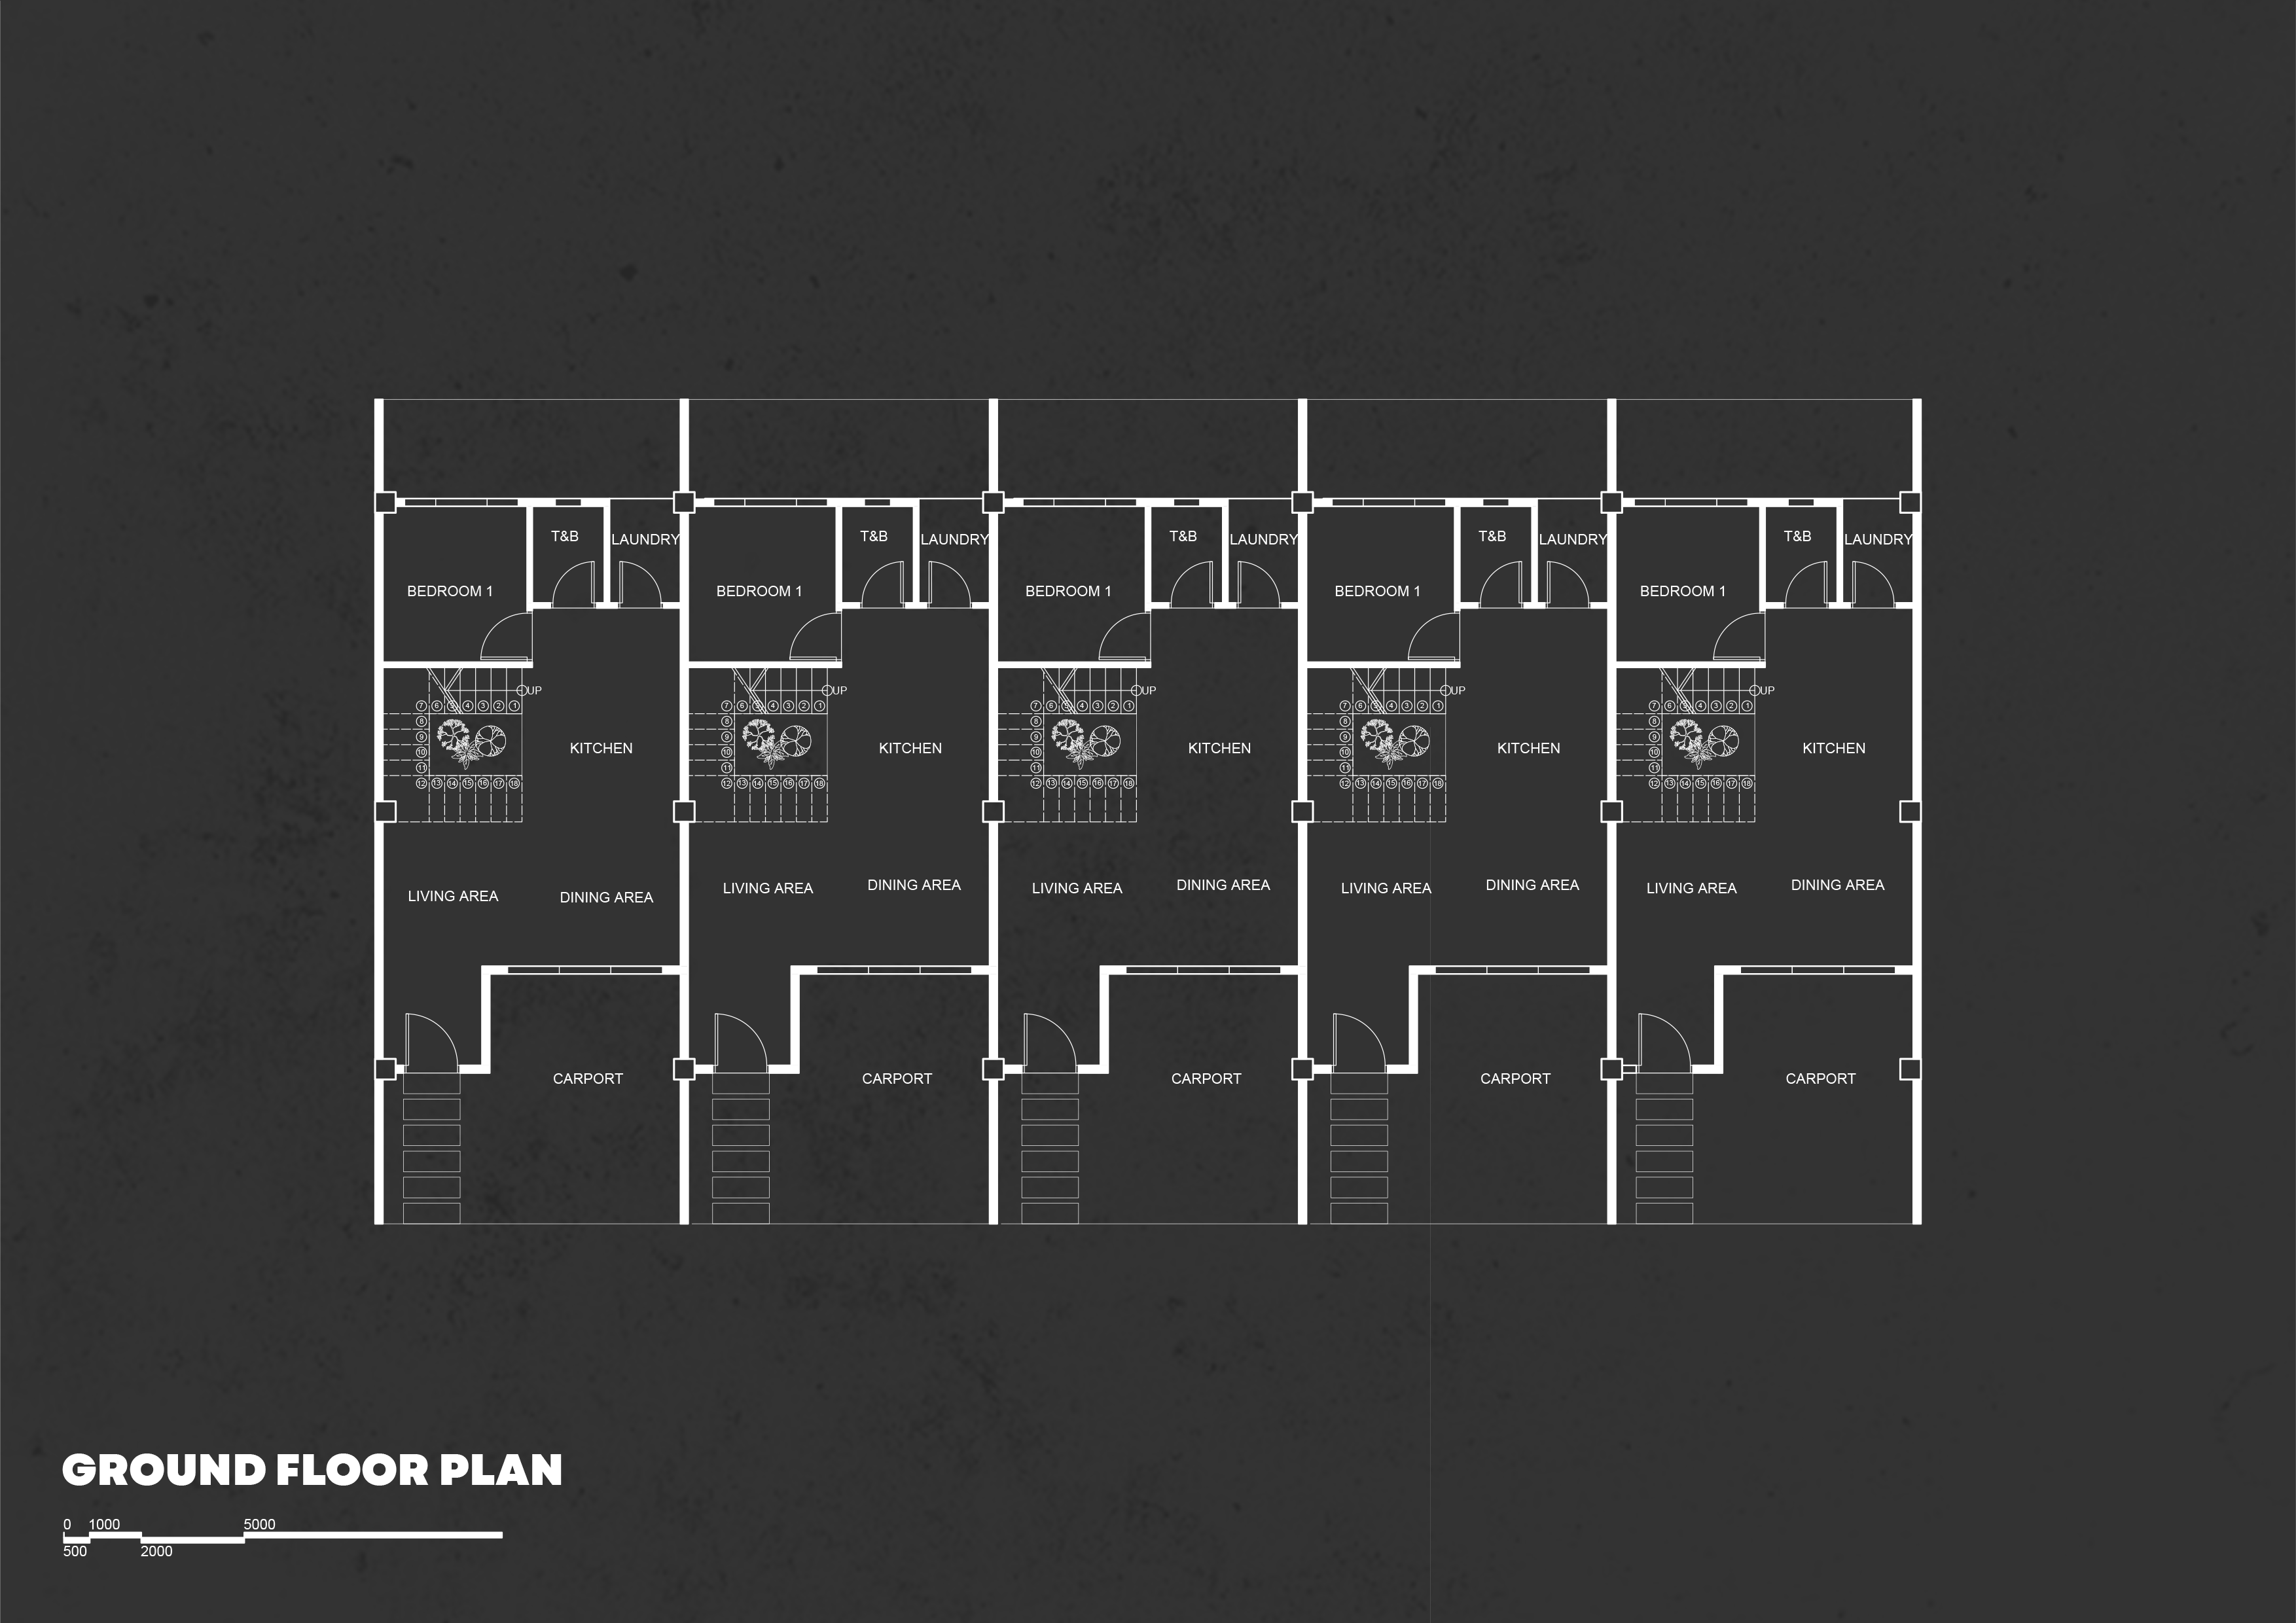 T&B T&B T&B T&B T&B
LAUNDRY LAUNDRY LAUNDRY LAUNDRY LAUNDRY
BEDROOM 1 BEDROOM 1 BEDROOM 1 BEDROOM 1 BEDROOM 1
UP UP UP UP UP
7 6 5 4 3 2 1 7 6 5 4 3 2 1 7 6 5 4 3 2 1 7 6 5 4 3 2 1 7 6 5 4 3 2 1
8 8 8 8 8
9 9 9 9 9
KITCHEN KITCHEN KITCHEN KITCHEN KITCHEN
10 10 10 10 10
11 11 11 11 11
12 13 14 15 16 17 18 12 13 14 15 16 17 18 12 13 14 15 16 17 18 12 13 14 15 16 17 18 12 13 14 15 16 17 18
LIVING AREA DINING AREA LIVING AREA DINING AREA LIVING AREA DINING AREA LIVING AREA DINING AREA LIVING AREA DINING AREA
CARPORT CARPORT CARPORT CARPORT CARPORT
GROUND FLOOR PLAN
0 1000 5000
500 2000